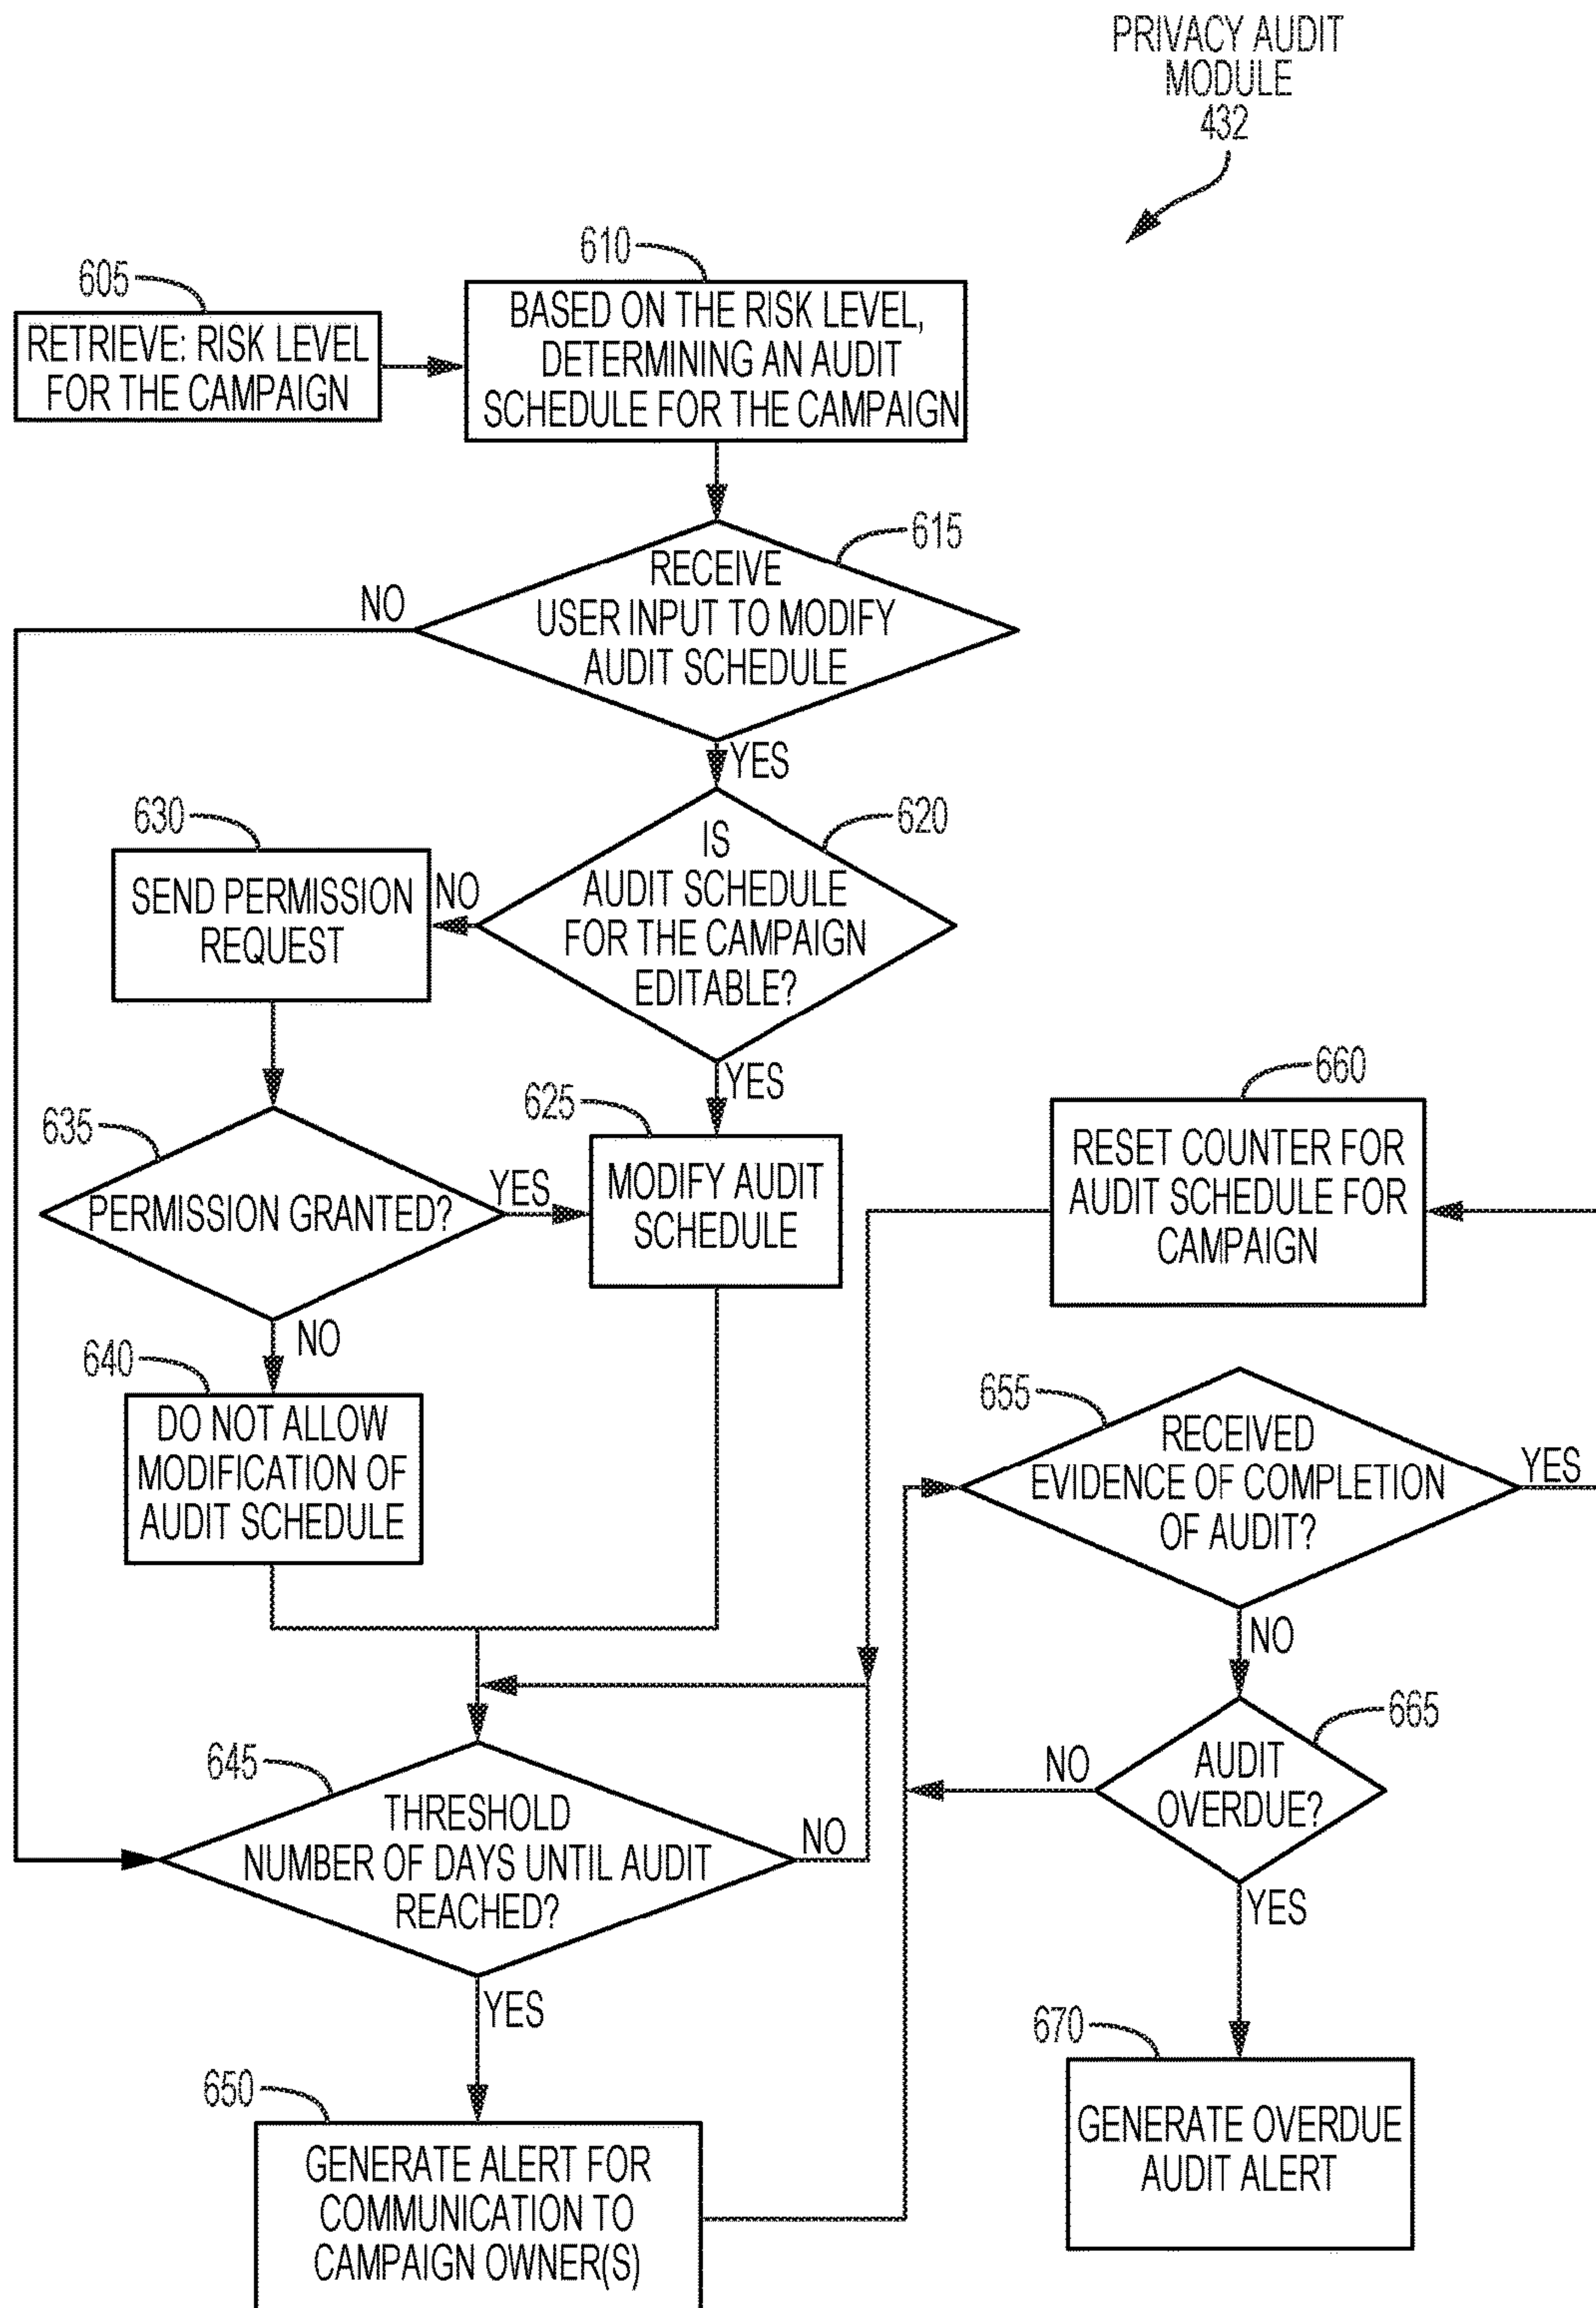 PRIVACY AUDIT
MODULE
432
605
RETRIEVE: RISK LEVEL
FOR THE CAMPAIGN
610
BASED ON THE RISK LEVEL,
DETERMINING AN AUDIT
SCHEDULE FOR THE CAMPAIGN
615
RECEIVE
USER INPUT TO MODIFY
AUDIT SCHEDULE
NO
YES
620
IS
AUDIT SCHEDULE
FOR THE CAMPAIGN
EDITABLE?
NO
YES
630
SEND PERMISSION
REQUEST
635
PERMISSION GRANTED?
YES
NO
625
MODIFY AUDIT
SCHEDULE
640
DO NOT ALLOW
MODIFICATION OF
AUDIT SCHEDULE
645
THRESHOLD
NUMBER OF DAYS UNTIL AUDIT
REACHED?
NO
YES
650
GENERATE ALERT FOR
COMMUNICATION TO
CAMPAIGN OWNER(S)
660
RESET COUNTER FOR
AUDIT SCHEDULE FOR
CAMPAIGN
655
RECEIVED
EVIDENCE OF COMPLETION
OF AUDIT?
YES
NO
665
AUDIT
OVERDUE?
NO
YES
670
GENERATE OVERDUE
AUDIT ALERT